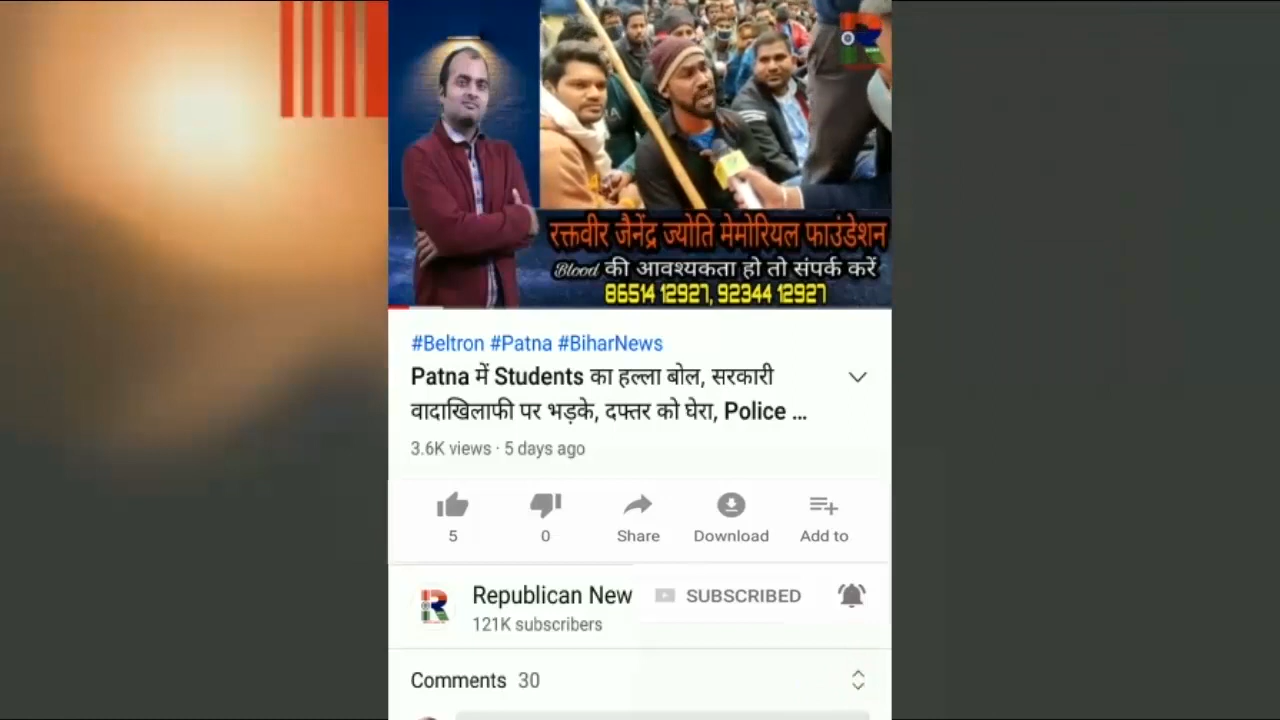 रक्तवीर जैनेंद्र ज्योति मेमोरियल फाउंडेशन
Blood की आवश्यकता हो तो संपर्क करें
86514 12927, 92344 12927
#Beltron #Patna #BiharNews
Patna में Students का हल्ला बोल, सरकारी
वादाखिलाफी पर भड़के, दफ्तर को घेरा, Police ...
3.6K views · 5 days ago
5
0
Share
Download
Add to
Republican New
SUBSCRIBED
121K subscribers
Comments 30